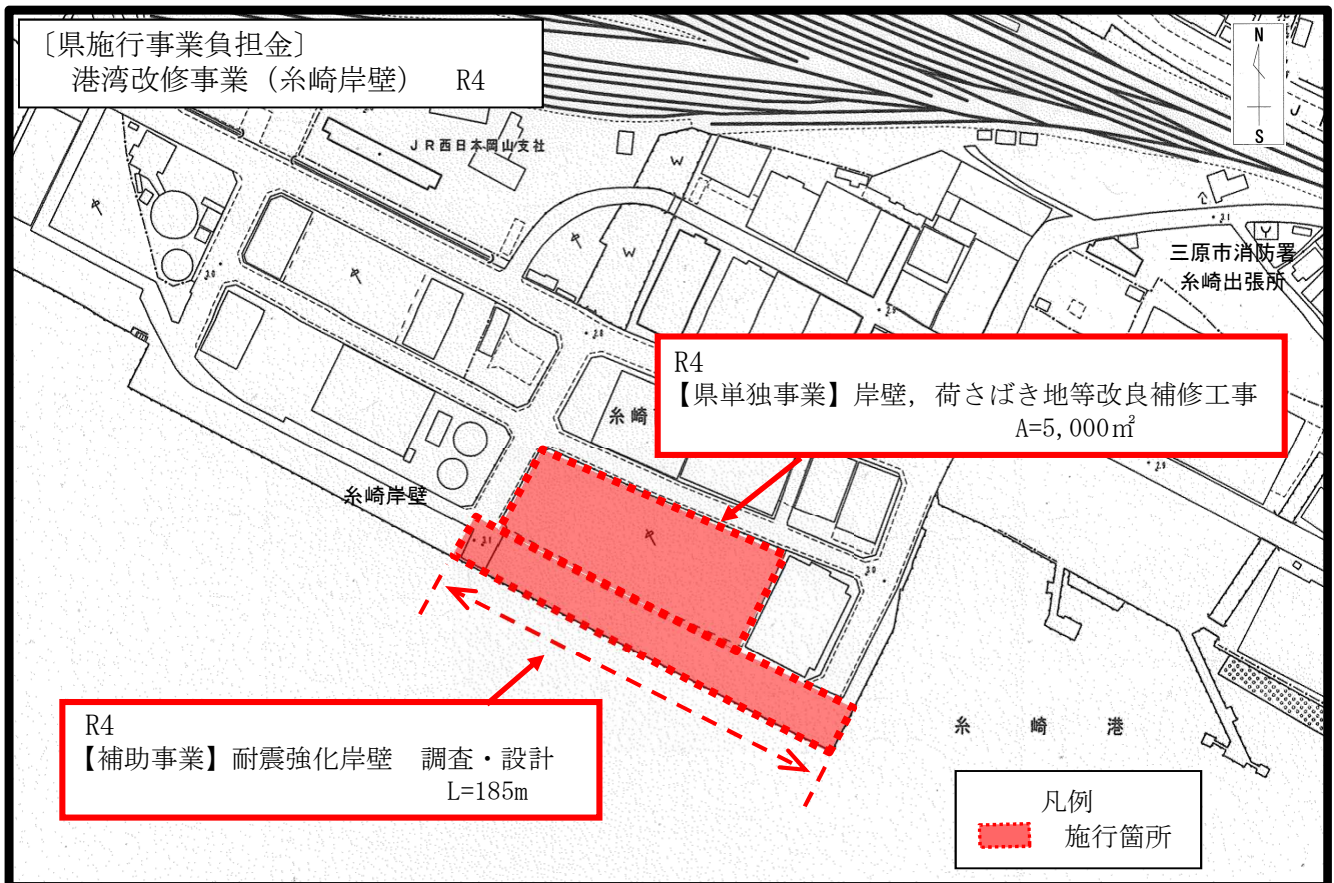 〔県施行事業負担金〕
港湾改修事業（糸崎岸壁）　R4
N
S
J
JR西日本岡山支社
W
W
Y
三原市消防署
糸崎出張所
R4
【県単独事業】岸壁，荷さばき地等改良補修工事
A=5,000㎡
糸崎
糸崎岸壁
R4
【補助事業】耐震強化岸壁　調査・設計
L=185m
糸崎港
凡例
施行箇所